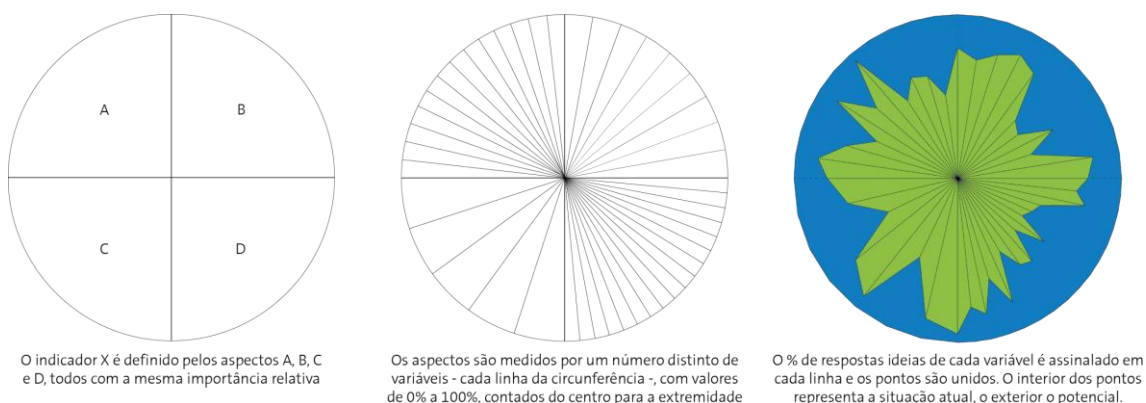 A
B
C
D
O indicador X é definido pelos aspectos A, B, C
e D, todos com a mesma importância relativa
Os aspectos são medidos por um número distinto de
variáveis - cada linha da circunferência -, com valores
de 0% a 100%, contados do centro para a extremidade
O % de respostas ideias de cada variável é assinalado em
cada linha e os pontos são unidos. O interior dos pontos
representa a situação atual, o exterior o potencial.